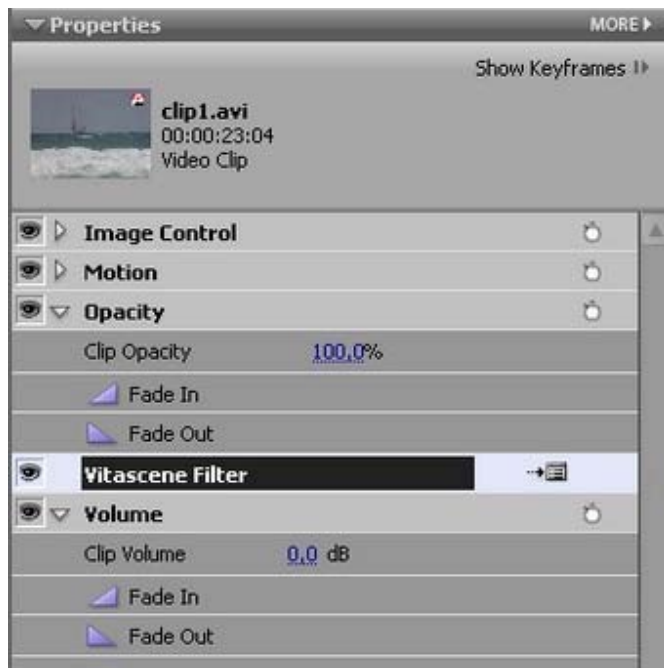 Properties
MORE
Show Keyframes
clip1.avi
00:00:23:04
Video Clip
Image Control
Motion
Opacity
Clip Opacity 100,0%
Fade In
Fade Out
Vitascene Filter
Volume
Clip Volume 0,0 dB
Fade In
Fade Out